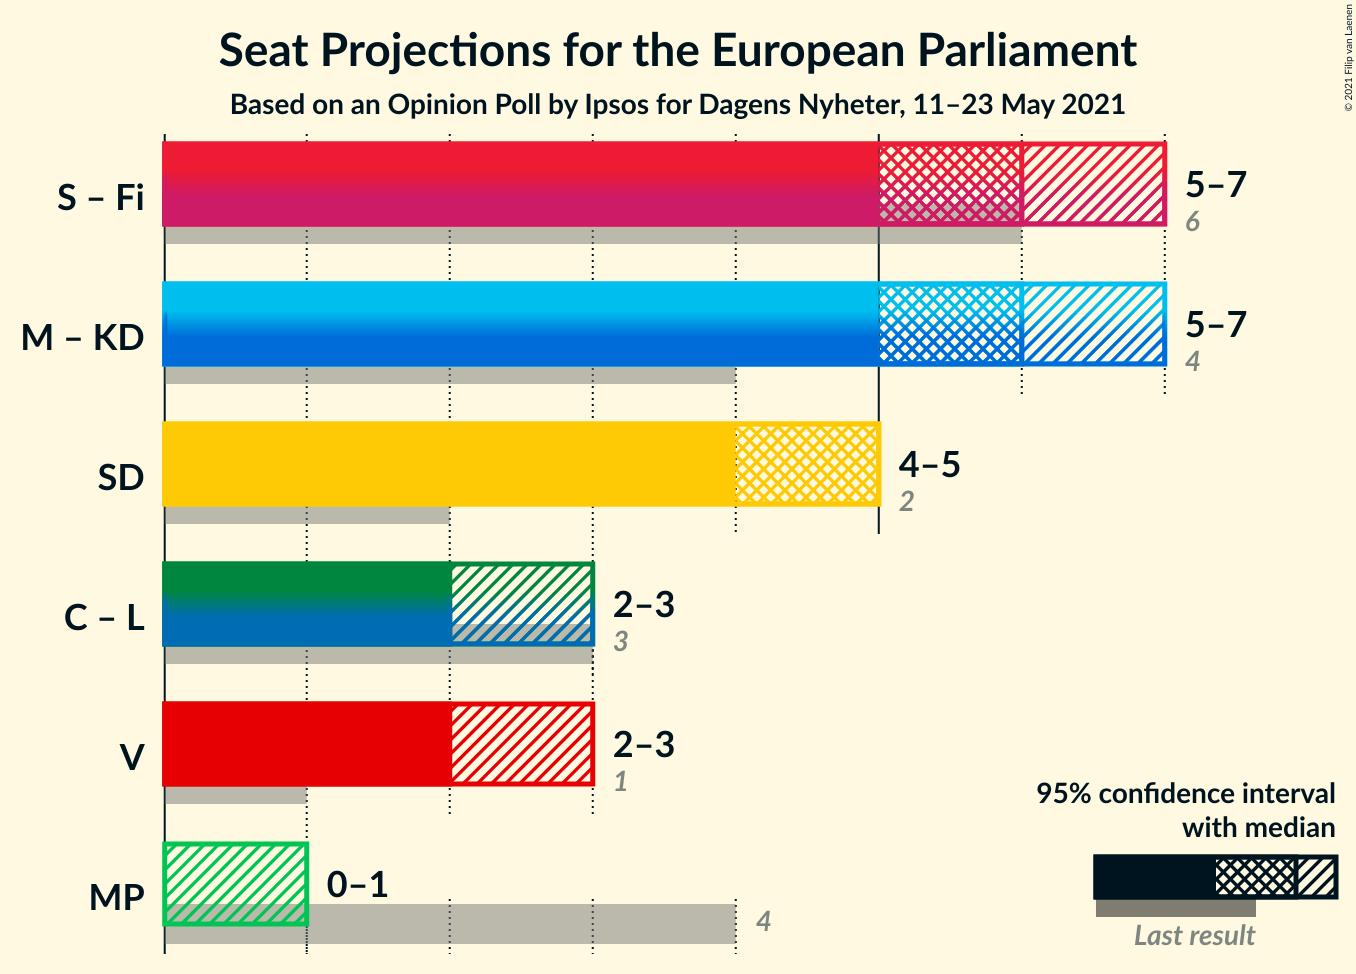 Seat Projections for the European Parliament
Based on an Opinion Poll by Ipsos for Dagens Nyheter, 11–23 May 2021
© 2021 Filip van Laenen
S – Fi
5–7
6
M – KD
5–7
4
SD
4–5
2
C – L
2–3
3
V
2–3
1
MP
0–1
4
95% confidence interval
with median
Last result